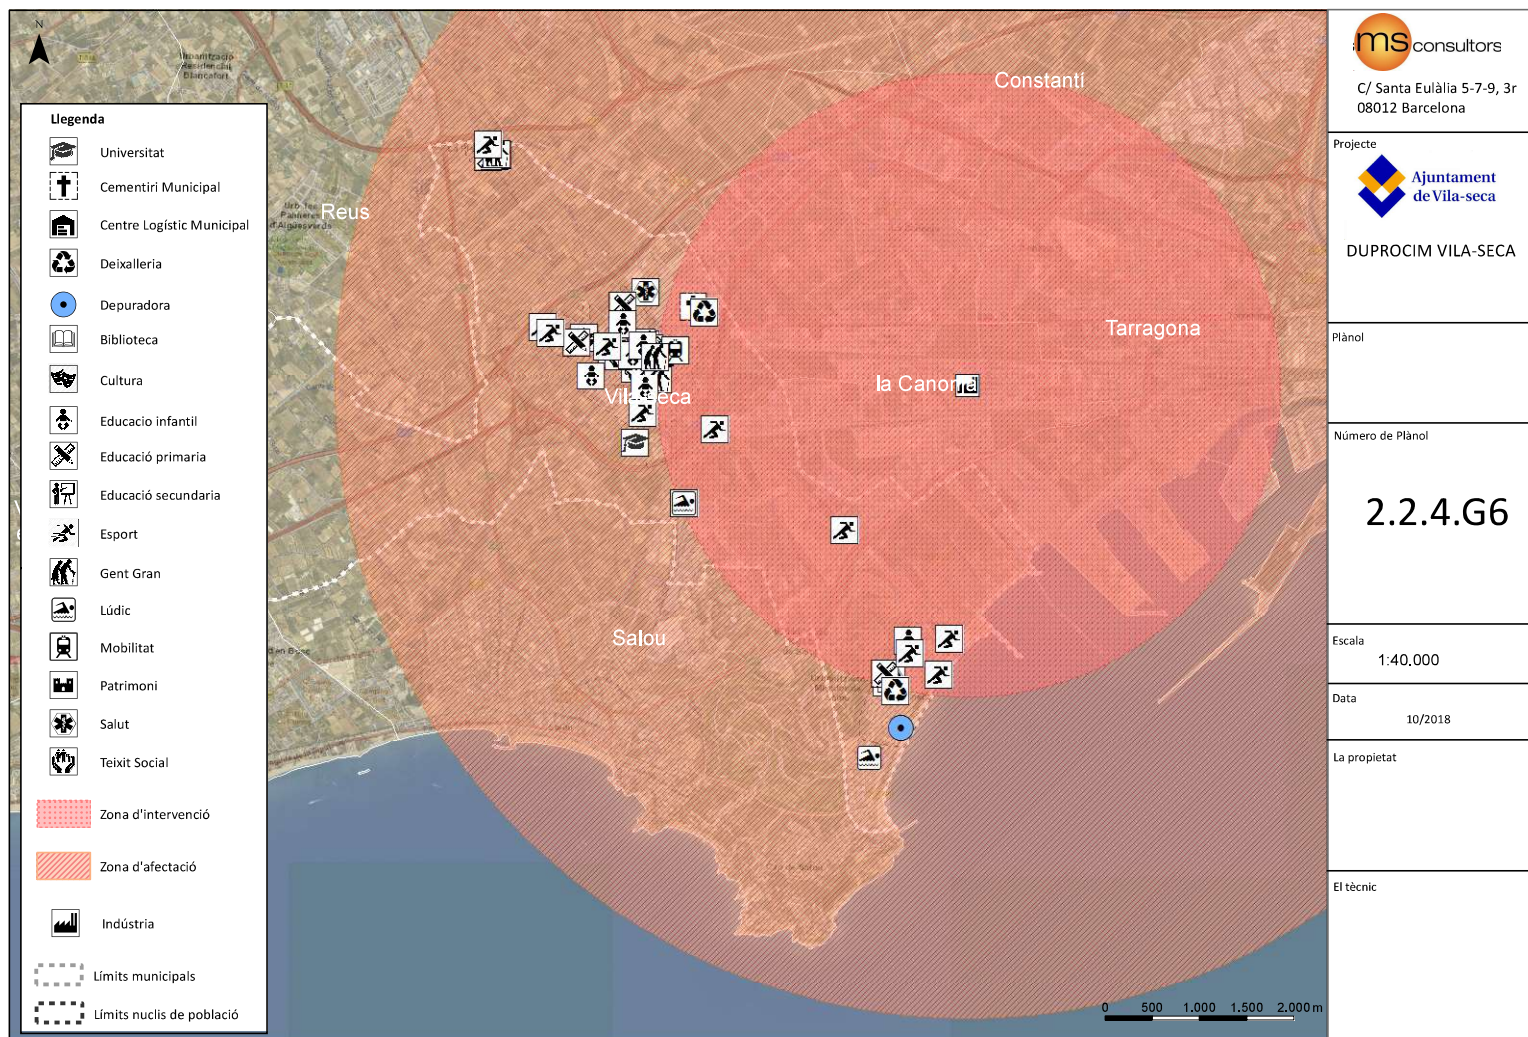 N
Urbanització
Residencial
Blancafort
Constantí
Reus
Tarragona
la Canonja
Vila-seca
Salou
Llegenda
Universitat
Cementiri Municipal
Centre Logístic Municipal
Deixalleria
Depuradora
Biblioteca
Cultura
Educacio infantil
Educació primaria
Educació secundaria
Esport
Gent Gran
Lúdic
Mobilitat
Patrimoni
Salut
Teixit Social
Zona d'intervenció
Zona d'afectació
Indústria
Límits municipals
Límits nuclis de població
0 500 1.000 1.500 2.000 m
ms consultors
C/ Santa Eulàlia 5-7-9, 3r
08012 Barcelona
Projecte
Ajuntament
de Vila-seca
DUPROCIM VILA-SECA
Plànol
Número de Plànol
2.2.4.G6
Escala
1:40.000
Data
10/2018
La propietat
El tècnic